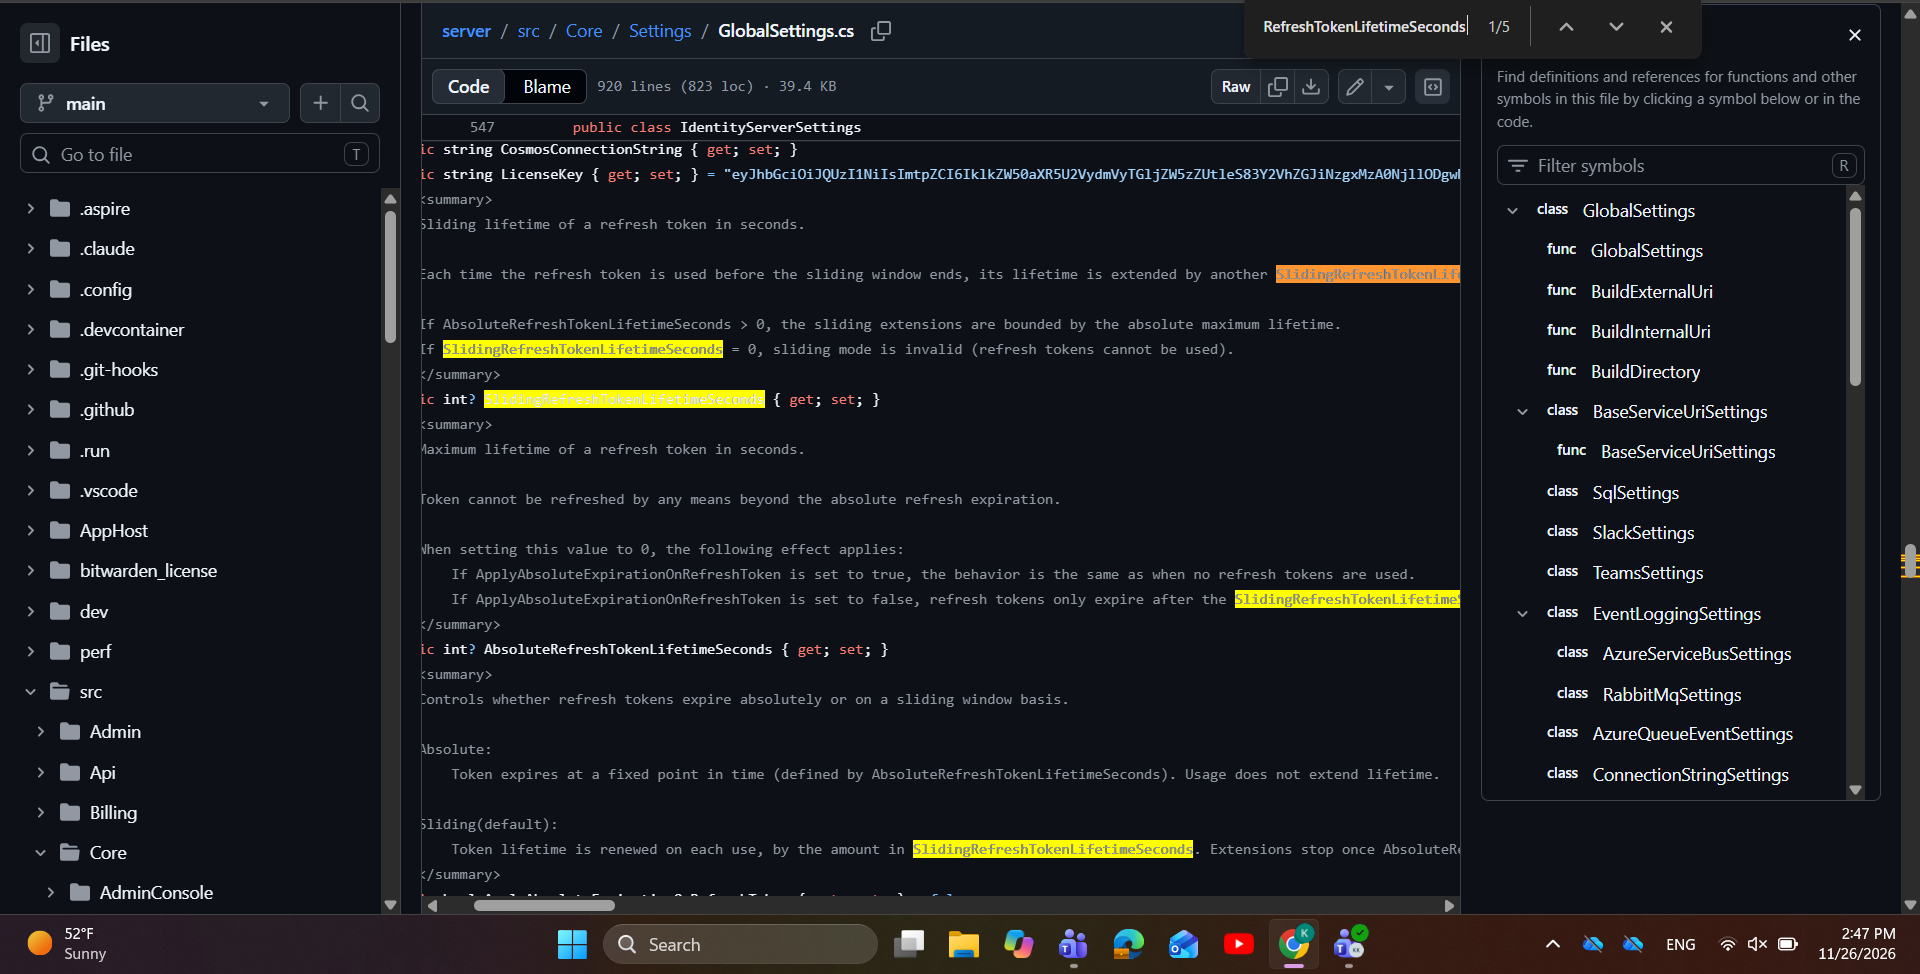 Files
main
Go to file
T
.aspire
.claude
.config
.devcontainer
.git-hooks
.github
.run
.vscode
AppHost
bitwarden_license
dev
perf
src
Admin
Api
Billing
Core
AdminConsole
server / src / Core / Settings / GlobalSettings.cs
Code Blame 920 lines (823 loc) · 39.4 KB
Raw
547 public class IdentityServerSettings
ic string CosmosConnectionString { get; set; }
ic string LicenseKey { get; set; } =
<summary>
Sliding lifetime of a refresh token in seconds.
Each time the refresh token is used before the sliding window ends, its lifetime is extended by another SlidingRefreshTokenLife
If AbsoluteRefreshTokenLifetimeSeconds > 0, the sliding extensions are bounded by the absolute maximum lifetime.
If SlidingRefreshTokenLifetimeSeconds = 0, sliding mode is invalid (refresh tokens cannot be used).
</summary>
ic int? SlidingRefreshTokenLifetimeSeconds { get; set; }
<summary>
Maximum lifetime of a refresh token in seconds.
Token cannot be refreshed by any means beyond the absolute refresh expiration.
When setting this value to 0, the following effect applies:
If ApplyAbsoluteExpirationOnRefreshToken is set to true, the behavior is the same as when no refresh tokens are used.
If ApplyAbsoluteExpirationOnRefreshToken is set to false, refresh tokens only expire after the SlidingRefreshTokenLifetimeS
</summary>
ic int? AbsoluteRefreshTokenLifetimeSeconds { get; set; }
<summary>
Controls whether refresh tokens expire absolutely or on a sliding window basis.
Absolute:
Token expires at a fixed point in time (defined by AbsoluteRefreshTokenLifetimeSeconds). Usage does not extend lifetime.
Sliding(default):
Token lifetime is renewed on each use, by the amount in SlidingRefreshTokenLifetimeSeconds. Extensions stop once AbsoluteRe
</summary>
RefreshTokenLifetimeSeconds 1/5
Find definitions and references for functions and other
symbols in this file by clicking a symbol below or in the
code.
Filter symbols
R
class GlobalSettings
func GlobalSettings
func BuildExternalUri
func BuildInternalUri
func BuildDirectory
class BaseServiceUriSettings
func BaseServiceUriSettings
class SqlSettings
class SlackSettings
class TeamsSettings
class EventLoggingSettings
class AzureServiceBusSettings
class RabbitMqSettings
class AzureQueueEventSettings
class ConnectionStringSettings
52°F
Sunny
Search
ENG
2:47 PM
11/26/2026